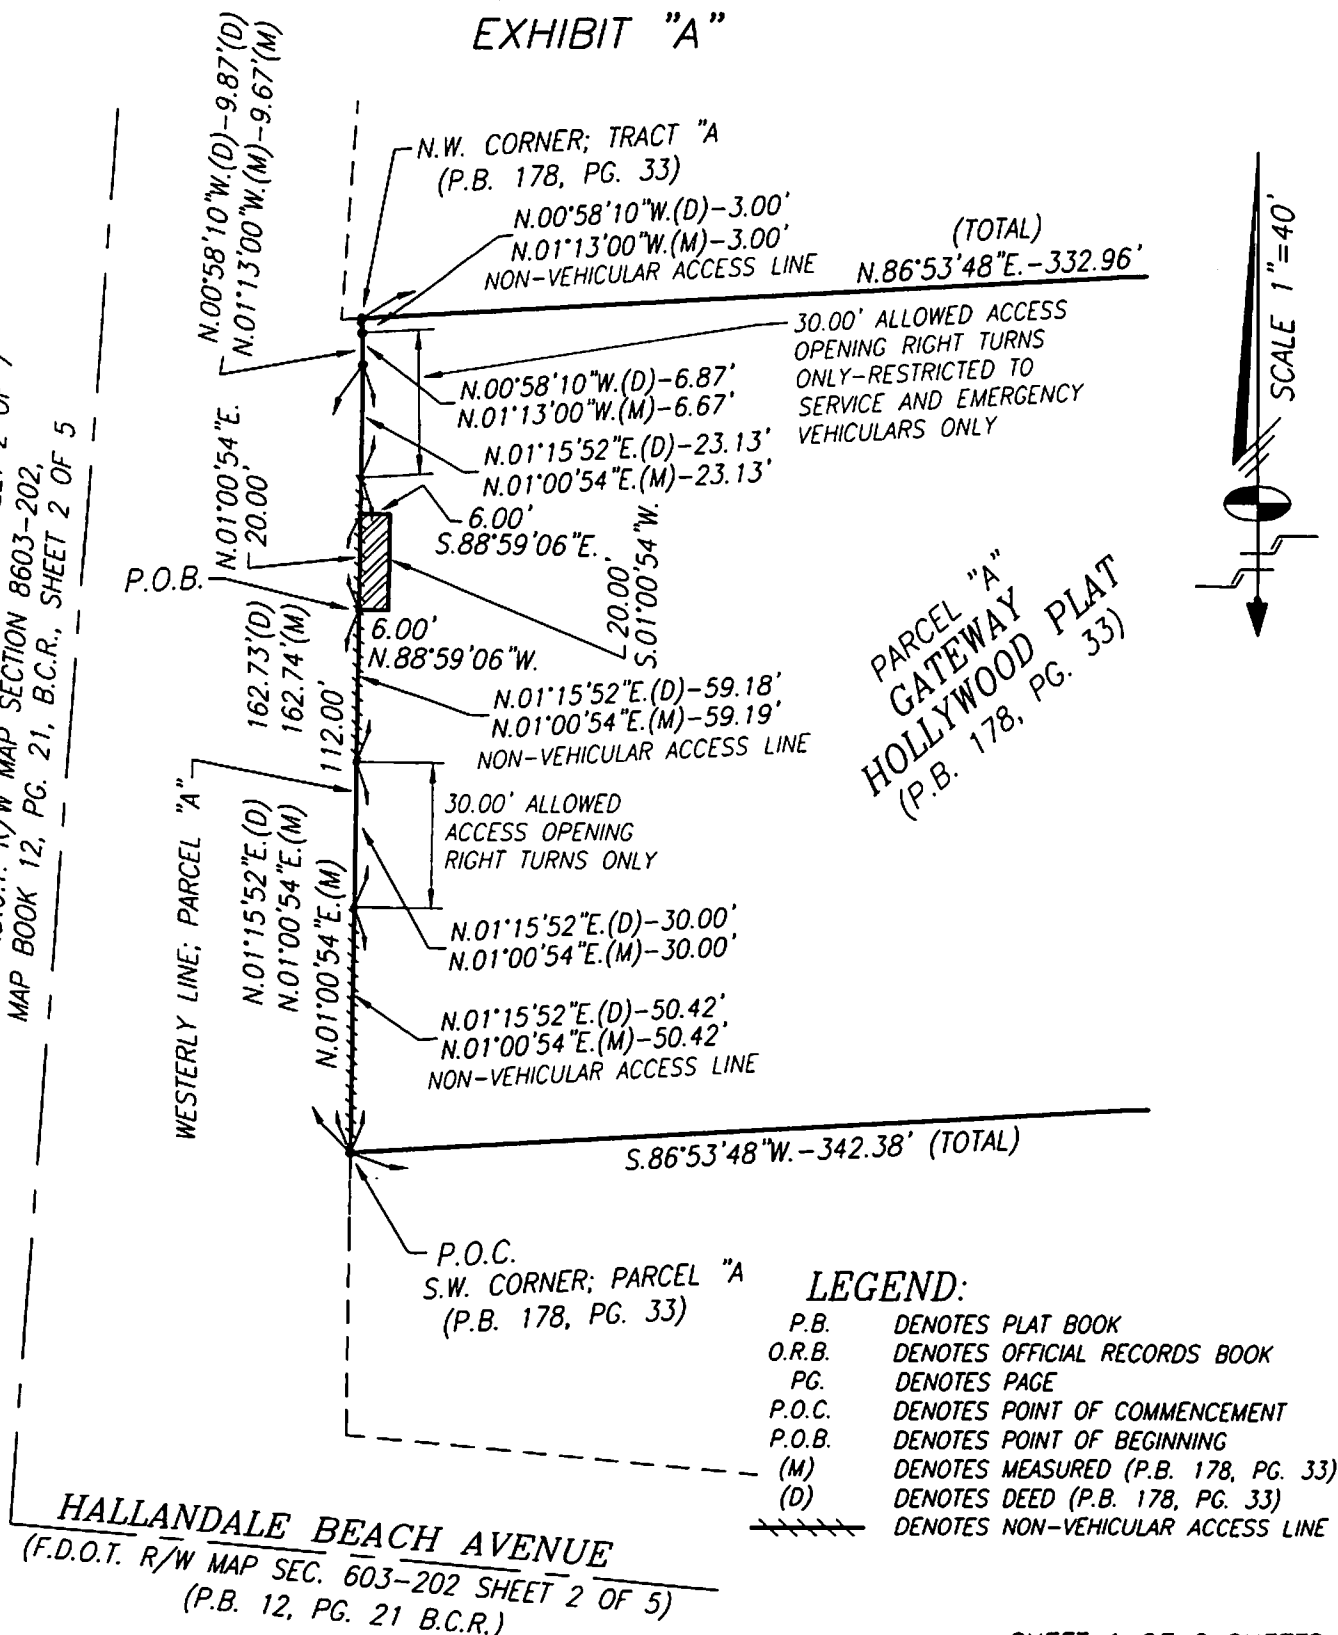 EXHIBIT "A"
N.00°58'10"W.(D)-9.87'(D)
N.01°13'00"W.(M)-9.67'(M)
N.W. CORNER; TRACT "A
(P.B. 178, PG. 33)
N.00°58'10"W.(D)-3.00'
N.01°13'00"W.(M)-3.00'
NON-VEHICULAR ACCESS LINE
(TOTAL)
N.86°53'48"E.-332.96'
SCALE 1"=40'
30.00' ALLOWED ACCESS
OPENING RIGHT TURNS
ONLY-RESTRICTED TO
SERVICE AND EMERGENCY
VEHICULARS ONLY
N.00°58'10"W.(D)-6.87'
N.01°13'00"W.(M)-6.67'
N.01°15'52"E.(D)-23.13'
N.01°00'54"E.(M)-23.13'
R/W MAP SECTION 8603-202,
MAP BOOK 12, PG. 21, B.C.R., SHEET 2 OF 5
N.01°00'54"E.
20.00'
6.00'
S.88°59'06"E.
20.00'
S.01°00'54"W.
P.O.B.
6.00'
N.88°59'06"W.
162.73'(D)
162.74'(M)
112.00'
N.01°15'52"E.(D)-59.18'
N.01°00'54"E.(M)-59.19'
NON-VEHICULAR ACCESS LINE
PARCEL "A"
GATEWAY
HOLLYWOOD PLAT
(P.B. 178, PG. 33)
WESTERLY LINE; PARCEL "A"
N.01°15'52"E.(D)
N.01°00'54"E.(M)
N.01°00'54"E.(M)
30.00' ALLOWED
ACCESS OPENING
RIGHT TURNS ONLY
N.01°15'52"E.(D)-30.00'
N.01°00'54"E.(M)-30.00'
N.01°15'52"E.(D)-50.42'
N.01°00'54"E.(M)-50.42'
NON-VEHICULAR ACCESS LINE
S.86°53'48"W.-342.38' (TOTAL)
P.O.C.
S.W. CORNER; PARCEL "A
(P.B. 178, PG. 33)
LEGEND:
P.B. DENOTES PLAT BOOK
O.R.B. DENOTES OFFICIAL RECORDS BOOK
PG. DENOTES PAGE
P.O.C. DENOTES POINT OF COMMENCEMENT
P.O.B. DENOTES POINT OF BEGINNING
(M) DENOTES MEASURED (P.B. 178, PG. 33)
(D) DENOTES DEED (P.B. 178, PG. 33)
DENOTES NON-VEHICULAR ACCESS LINE
HALLANDALE BEACH AVENUE
(F.D.O.T. R/W MAP SEC. 603-202 SHEET 2 OF 5)
(P.B. 12, PG. 21 B.C.R.)